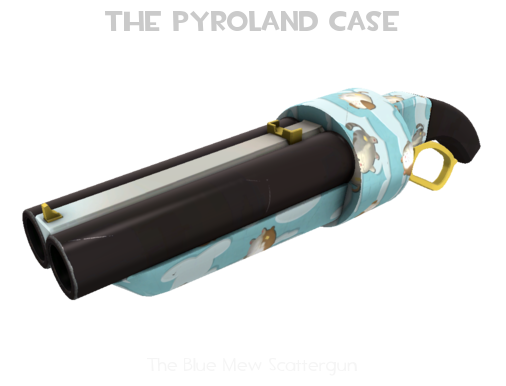 THE PYROLAND CASE
The Blue Mew Scattergun